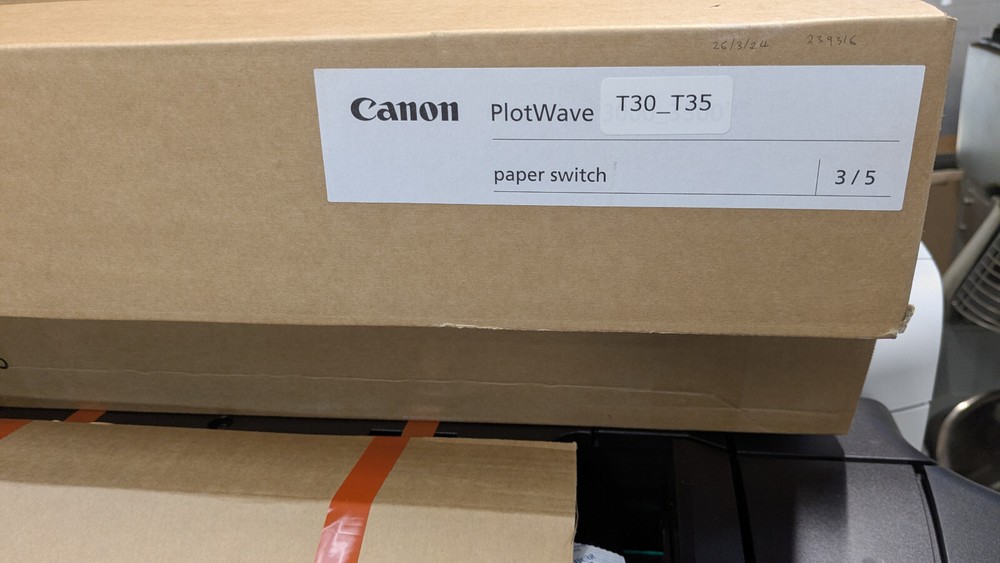 26/3/24 239316
Canon PlotWave T30_T35
paper switch 3/5